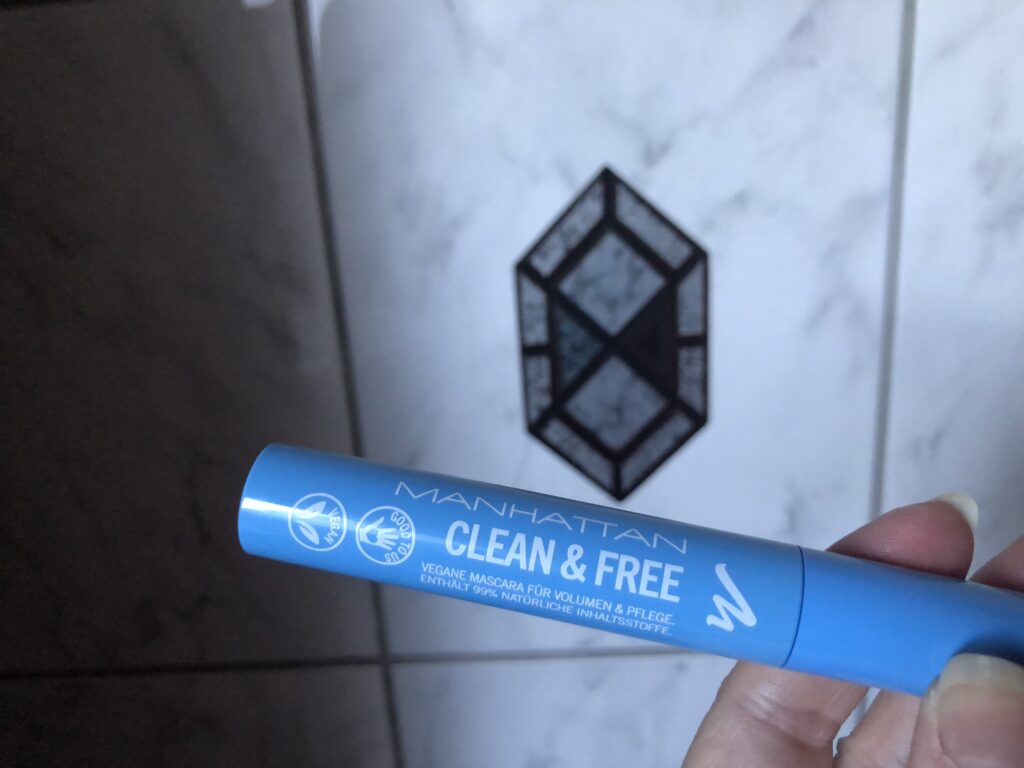 VEGAN
GOOD TO US
MANHATTAN
CLEAN & FREE
VEGANE MASCARA FÜR VOLUMEN & PFLEGE.
ENTHÄLT 99% NATÜRLICHE INHALTSSTOFFE.
M